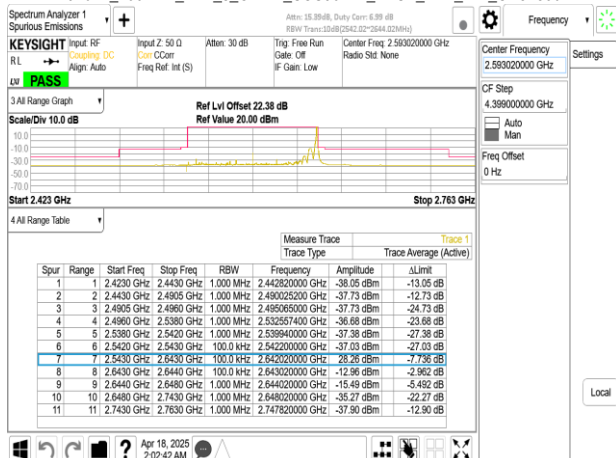 Spectrum Analyzer 1
Spurious Emissions
Attn: 15.89dB, Duty Corr: 6.99 dB
RBW Trans:10dB(2542.02~2644.02MHz)
Frequency
KEYSIGHT
RL
LXI
PASS
Input: RF
Coupling: DC
Align: Auto
Input Z: 50 Ω
Corr CCorr
Freq Ref: Int (S)
Atten: 30 dB
Trig: Free Run
Gate: Off
IF Gain: Low
Center Freq: 2.593020000 GHz
Radio Std: None
Center Frequency
2.593020000 GHz
Settings
CF Step
4.399000000 GHz
Auto
Man
Freq Offset
0 Hz
Local
3 All Range Graph
Scale/Div 10.0 dB
Ref Lvl Offset 22.38 dB
Ref Value 20.00 dBm
10.0
-10.0
-30.0
-50.0
-70.0
Start 2.423 GHz
Stop 2.763 GHz
4 All Range Table
Measure Trace Trace 1
Trace Type Trace Average (Active)
Spur Range Start Freq Stop Freq RBW Frequency Amplitude ΔLimit
1 1 2.4230 GHz 2.4430 GHz 1.000 MHz 2.442820000 GHz -38.05 dBm -13.05 dB
2 2 2.4430 GHz 2.4905 GHz 1.000 MHz 2.490025200 GHz -37.73 dBm -12.73 dB
3 3 2.4905 GHz 2.4960 GHz 1.000 MHz 2.495065000 GHz -37.73 dBm -24.73 dB
4 4 2.4960 GHz 2.5380 GHz 1.000 MHz 2.532557400 GHz -36.68 dBm -23.68 dB
5 5 2.5380 GHz 2.5420 GHz 1.000 MHz 2.539940000 GHz -37.38 dBm -27.38 dB
6 6 2.5420 GHz 2.5430 GHz 100.0 kHz 2.542200000 GHz -37.03 dBm -27.03 dB
7 7 2.5430 GHz 2.6430 GHz 100.0 kHz 2.642020000 GHz 28.26 dBm -7.736 dB
8 8 2.6430 GHz 2.6440 GHz 100.0 kHz 2.643020000 GHz -12.96 dBm -2.962 dB
9 9 2.6440 GHz 2.6480 GHz 1.000 MHz 2.644020000 GHz -15.49 dBm -5.492 dB
10 10 2.6480 GHz 2.7430 GHz 1.000 MHz 2.648020000 GHz -35.27 dBm -22.27 dB
11 11 2.7430 GHz 2.7630 GHz 1.000 MHz 2.747820000 GHz -37.90 dBm -12.90 dB
Apr 18, 2025
2:02:42 AM